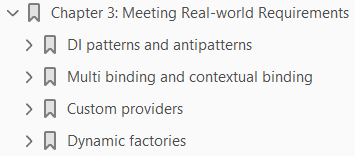 Chapter 3: Meeting Real-world Requirements
DI patterns and antipatterns
Multi binding and contextual binding
Custom providers
Dynamic factories